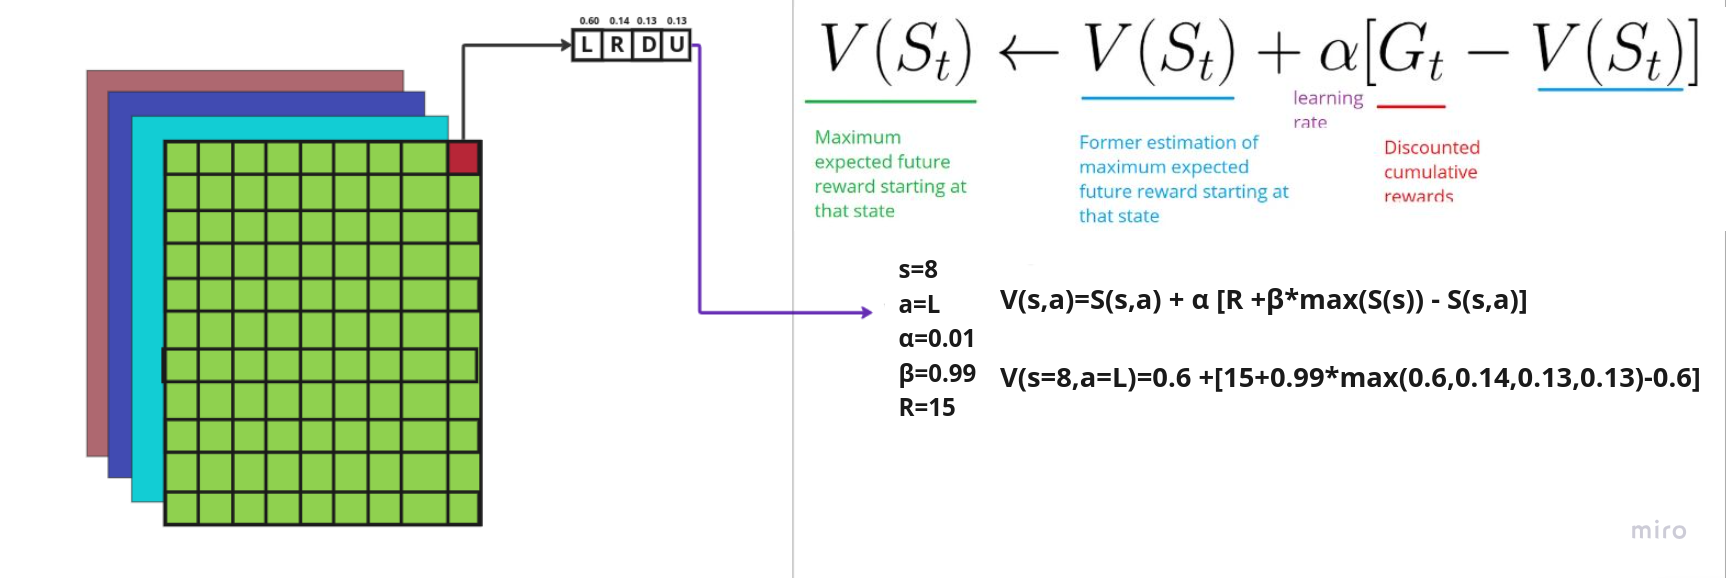 0.60 0.14 0.13 0.13
L R D U
V(S_t) ← V(S_t) + α[G_t − V(S_t)]
learning
rate
Maximum
expected future
reward starting at
that state
Former estimation of
maximum expected
future reward starting at
that state
Discounted
cumulative
rewards
s=8
a=L
α=0.01
β=0.99
R=15
V(s,a)=S(s,a) + α [R +β*max(S(s)) - S(s,a)]
V(s=8,a=L)=0.6 +[15+0.99*max(0.6,0.14,0.13,0.13)-0.6]
miro